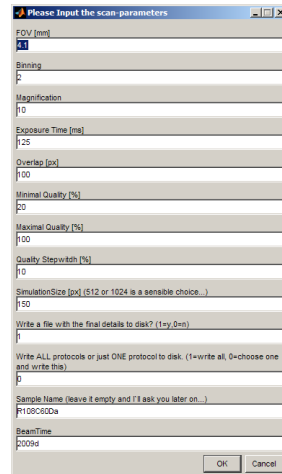 Please Input the scan-parameters
FOV [mm]
4.1
Binning
2
Magnification
10
Exposure Time [ms]
125
Overlap [px]
100
Minimal Quality [%]
20
Maximal Quality [%]
100
Quality Stepwitdh [%]
10
SimulationSize [px] (512 or 1024 is a sensible choice...)
150
Write a file with the final details to disk? (1=y,0=n)
1
Write ALL protocols or just ONE protocol to disk. (1=write all, 0=choose one
and write this)
0
Sample Name (leave it empty and I'll ask you later on...)
R108C60Da
BeamTime
2009d
OK Cancel